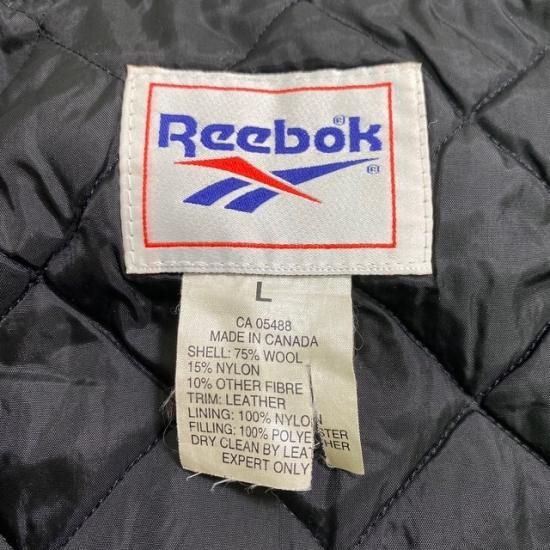 Reebok®
®
L
CA 05488
MADE IN CANADA
SHELL: 75% WOOL
15% NYLON
10% OTHER FIBRE
TRIM: LEATHER
LINING: 100% NYLON
FILLING: 100% POLYESTER
DRY CLEAN BY LEATHER
EXPERT ONLY